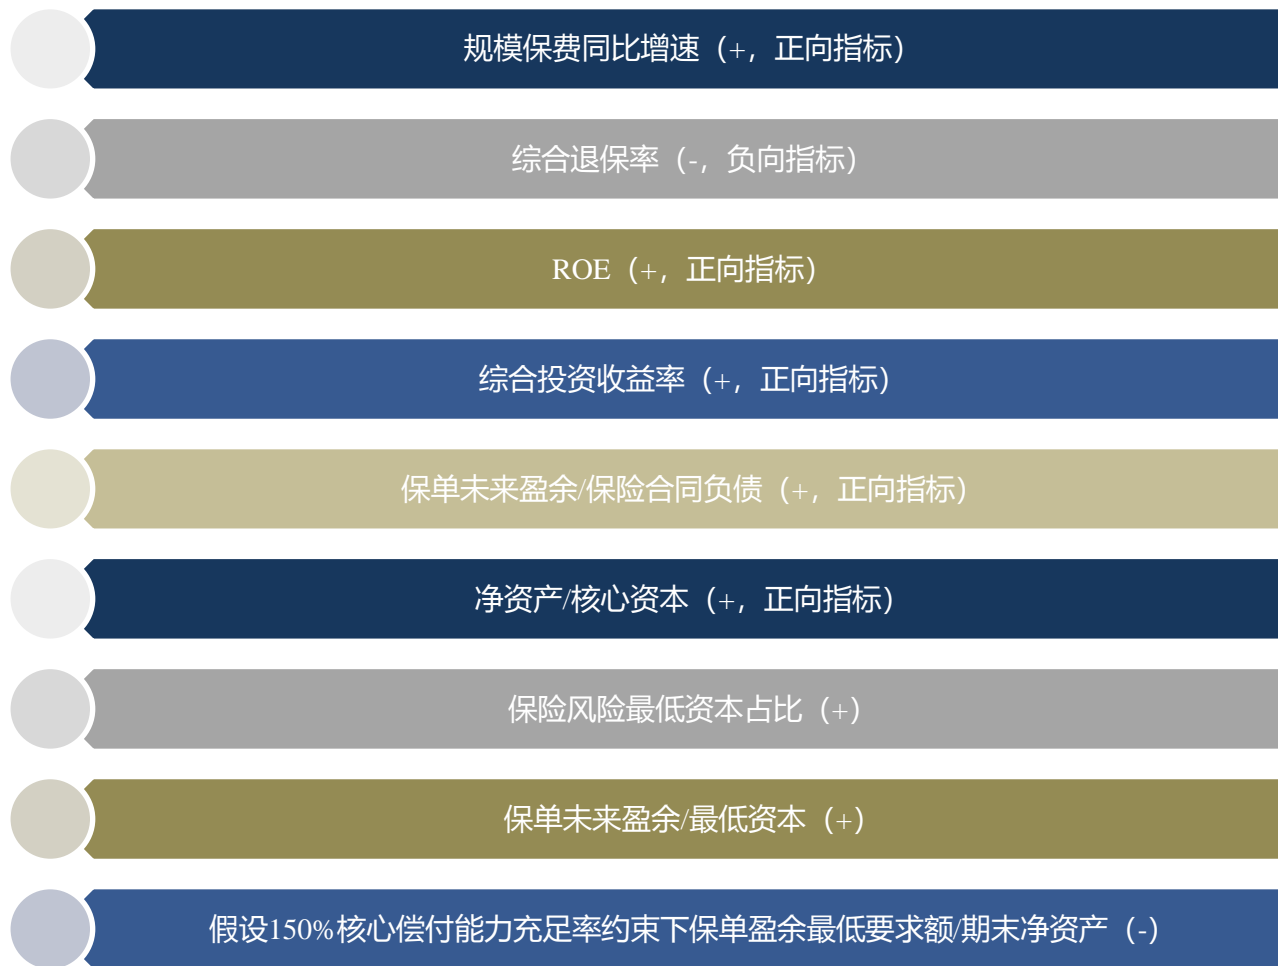 规模保费同比增速（+，正向指标）
综合退保率（-，负向指标）
ROE（+，正向指标）
综合投资收益率（+，正向指标）
保单未来盈余/保险合同负债（+，正向指标）
净资产/核心资本（+，正向指标）
保险风险最低资本占比（+）
保单未来盈余/最低资本（+）
假设150%核心偿付能力充足率约束下保单盈余最低要求额/期末净资产（-）